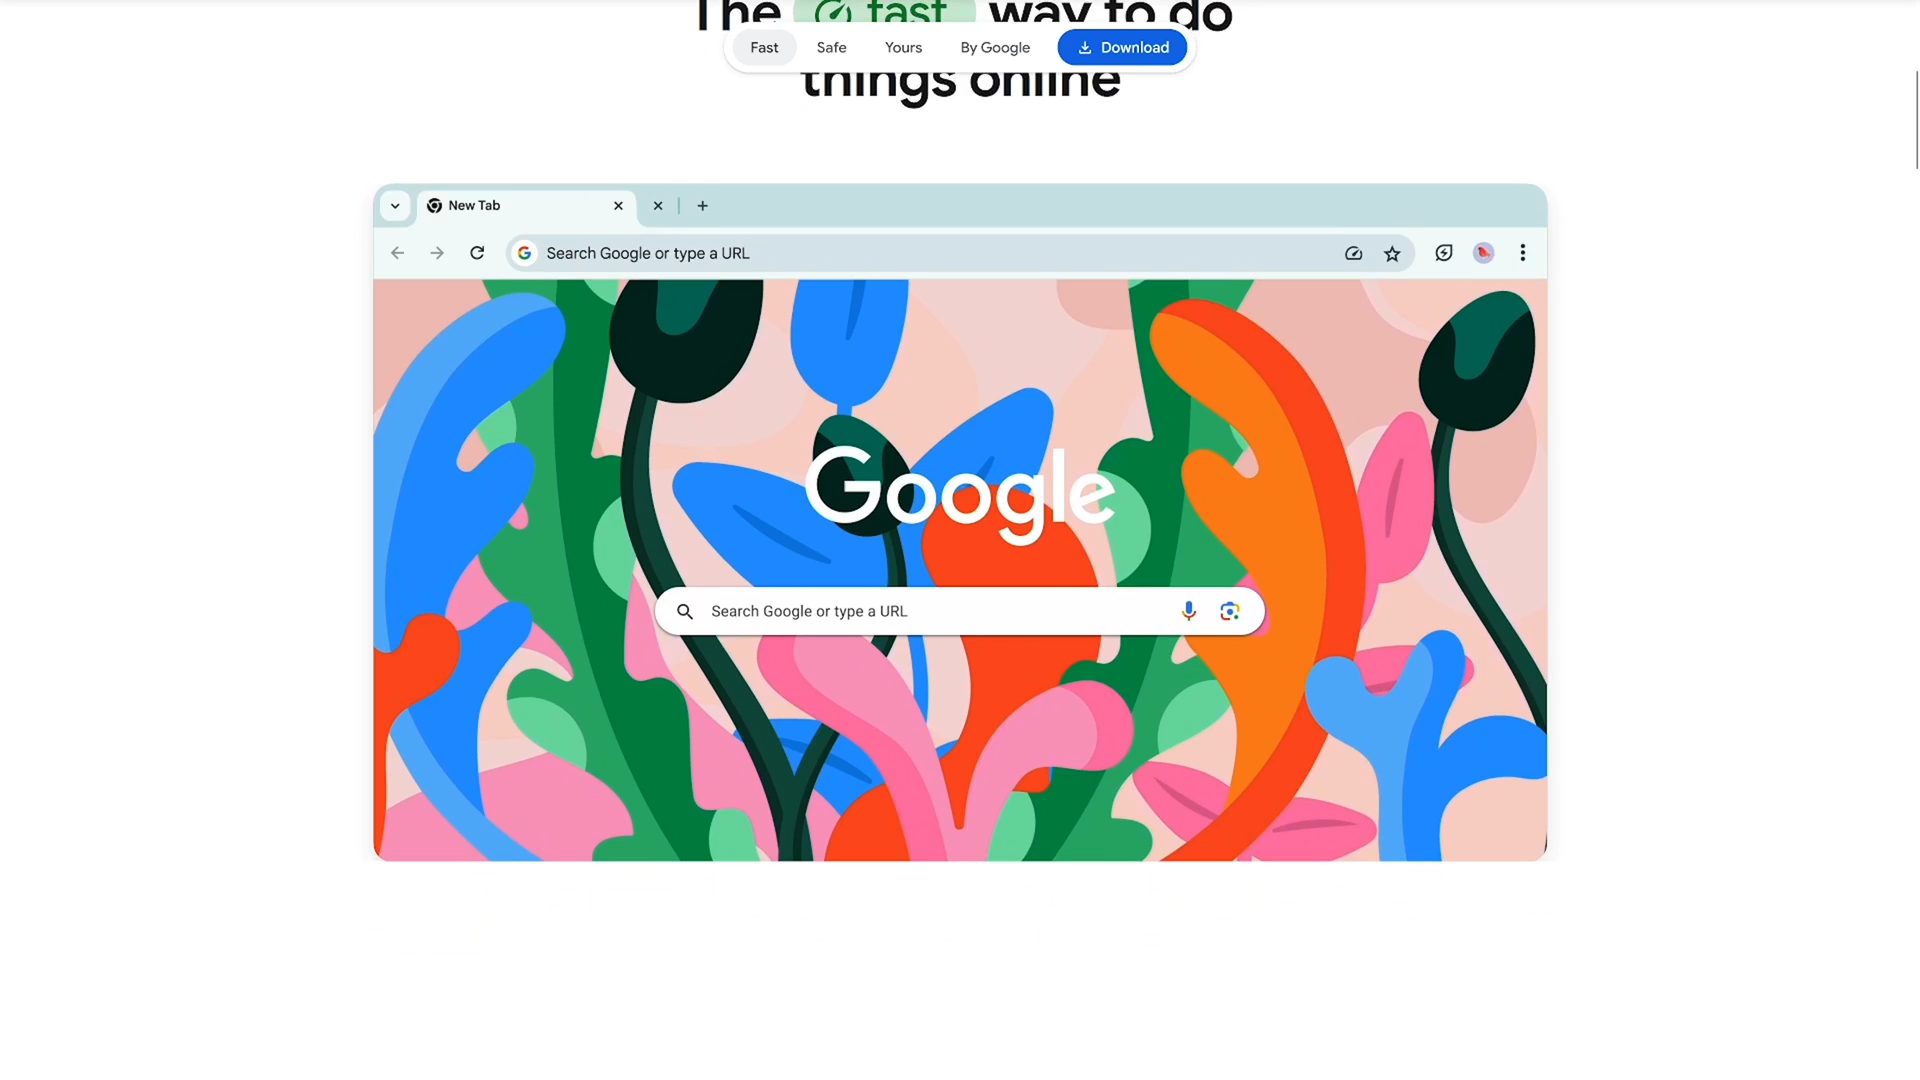 The fast way to do
Fast Safe Yours By Google Download
things online
New Tab
Search Google or type a URL
Google
Search Google or type a URL